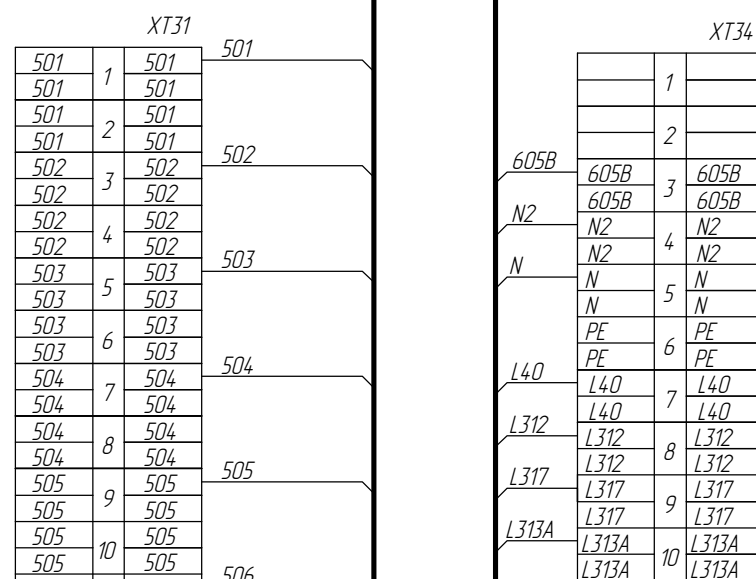 XT31
501
501 1 501
501 501
501 2 501
501 501
502
502 3 502
502 502
502 4 502
502 502
503
503 5 503
503 503
503 6 503
503 503
504
504 7 504
504 504
504 8 504
504 504
505
505 9 505
505 505
505 10 505
505 505
506
XT34
1
2
605B
605B 3 605B
605B 605B
N2
N2 4 N2
N2 N2
N
N 5 N
N N
PE 6 PE
PE PE
L40
L40 7 L40
L40 L40
L312
L312 8 L312
L312 L312
L317
L317 9 L317
L317 L317
L313A
L313A 10 L313A
L313A L313A